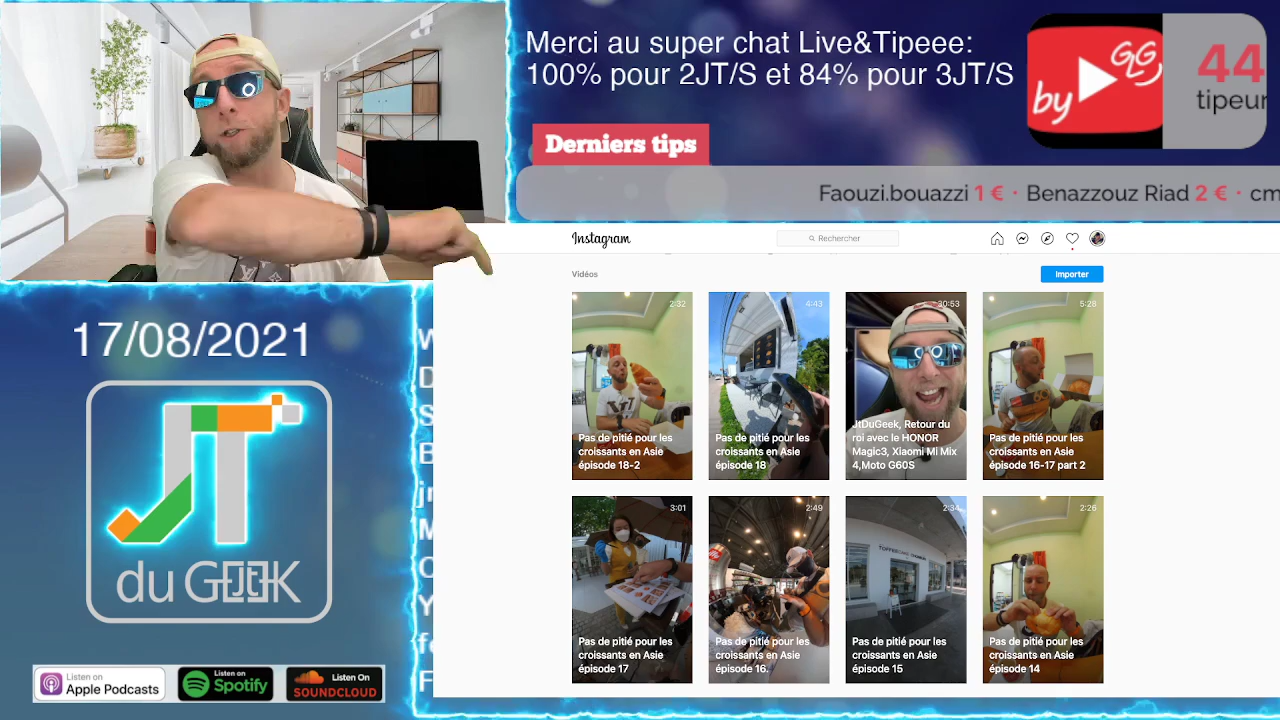 Merci au super chat Live&Tipeee:
100% pour 2JT/S et 84% pour 3JT/S
by GLG
44
tipeur
Derniers tips
Faouzi.bouazzi 1 € · Benazzouz Riad 2 € · cm
Instagram
Rechercher
Vidéos
Importer
2:32
4:43
30:53
5:28
Pas de pitié pour les
croissants en Asie
épisode 18-2
Pas de pitié pour les
croissants en Asie
épisode 18
JtDuGeek, Retour du
roi avec le HONOR
Magic3, Xiaomi Mi Mix
4,Moto G60S
Pas de pitié pour les
croissants en Asie
épisode 16-17 part 2
3:01
2:49
2:34
2:26
Pas de pitié pour les
croissants en Asie
épisode 17
Pas de pitié pour les
croissants en Asie
épisode 16.
Pas de pitié pour les
croissants en Asie
épisode 15
Pas de pitié pour les
croissants en Asie
épisode 14
17/08/2021
JT
du GEEK
Listen on
Apple Podcasts
Listen on
Spotify
Listen On
SOUNDCLOUD